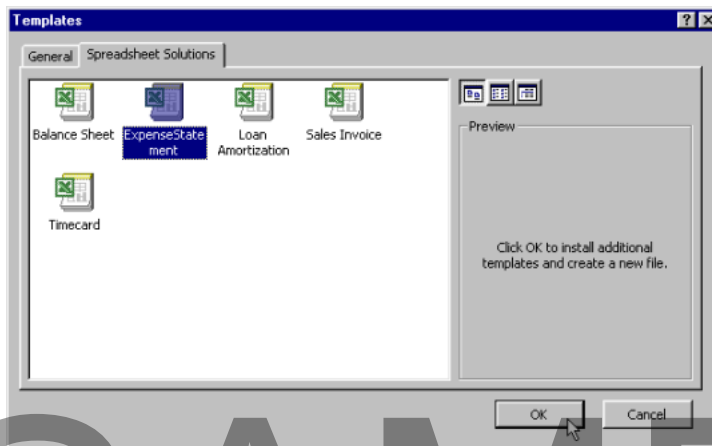 Templates
General Spreadsheet Solutions
Balance Sheet ExpenseState Loan Sales Invoice
ment Amortization
Timecard
Preview
Click OK to install additional
templates and create a new file.
OK Cancel